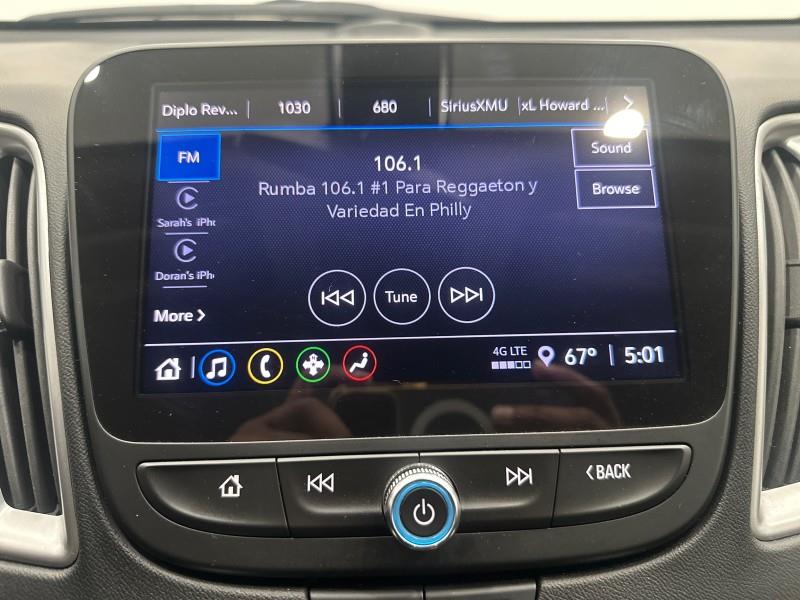 Diplo Rev...
1030
680
SiriusXMU
xL Howard ...
FM
106.1
Sound
Rumba 106.1 #1 Para Reggaeton y
Variedad En Philly
Browse
Sarah's iPh
Doran's iPh
Tune
More
4G LTE
67°
5:01
BACK